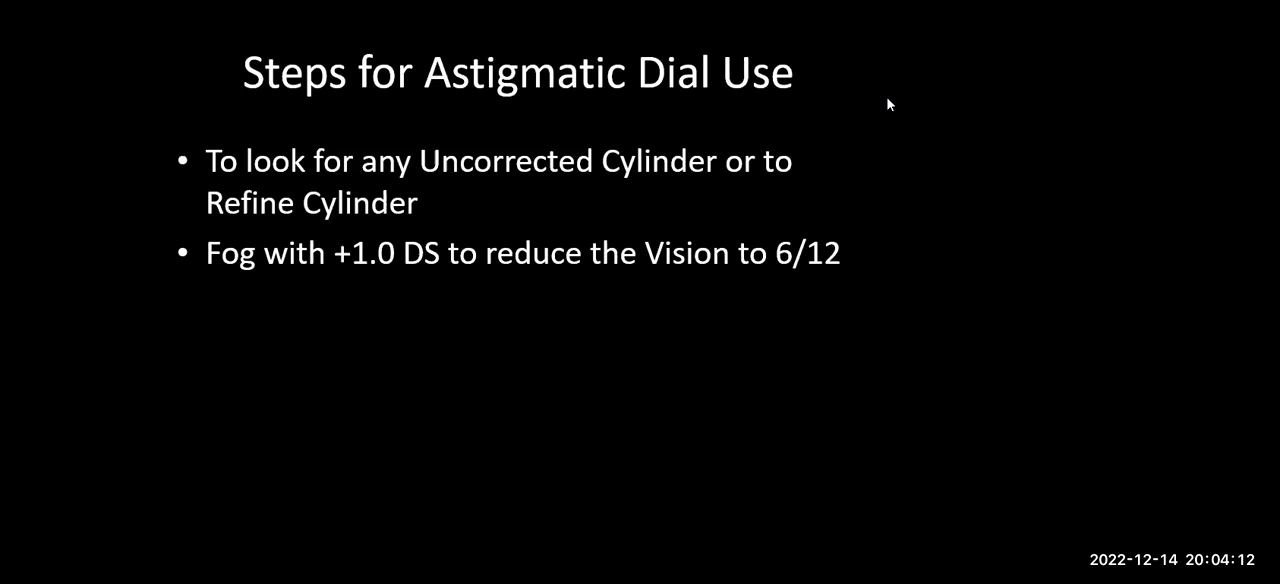 Steps for Astigmatic Dial Use
• To look for any Uncorrected Cylinder or to
Refine Cylinder
• Fog with +1.0 DS to reduce the Vision to 6/12
2022-12-14 20:04:12